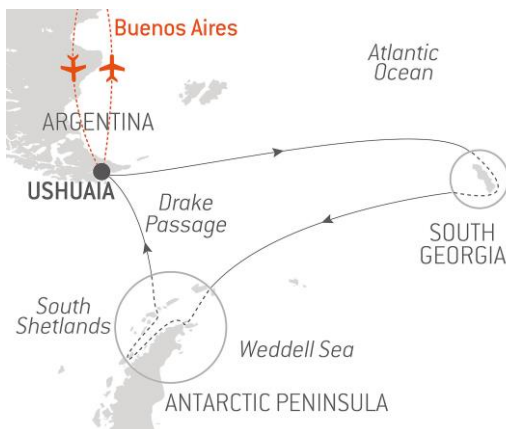 Buenos Aires
Atlantic
Ocean
ARGENTINA
USHUAIA
Drake
Passage
SOUTH
GEORGIA
South
Shetlands
Weddell Sea
ANTARCTIC PENINSULA